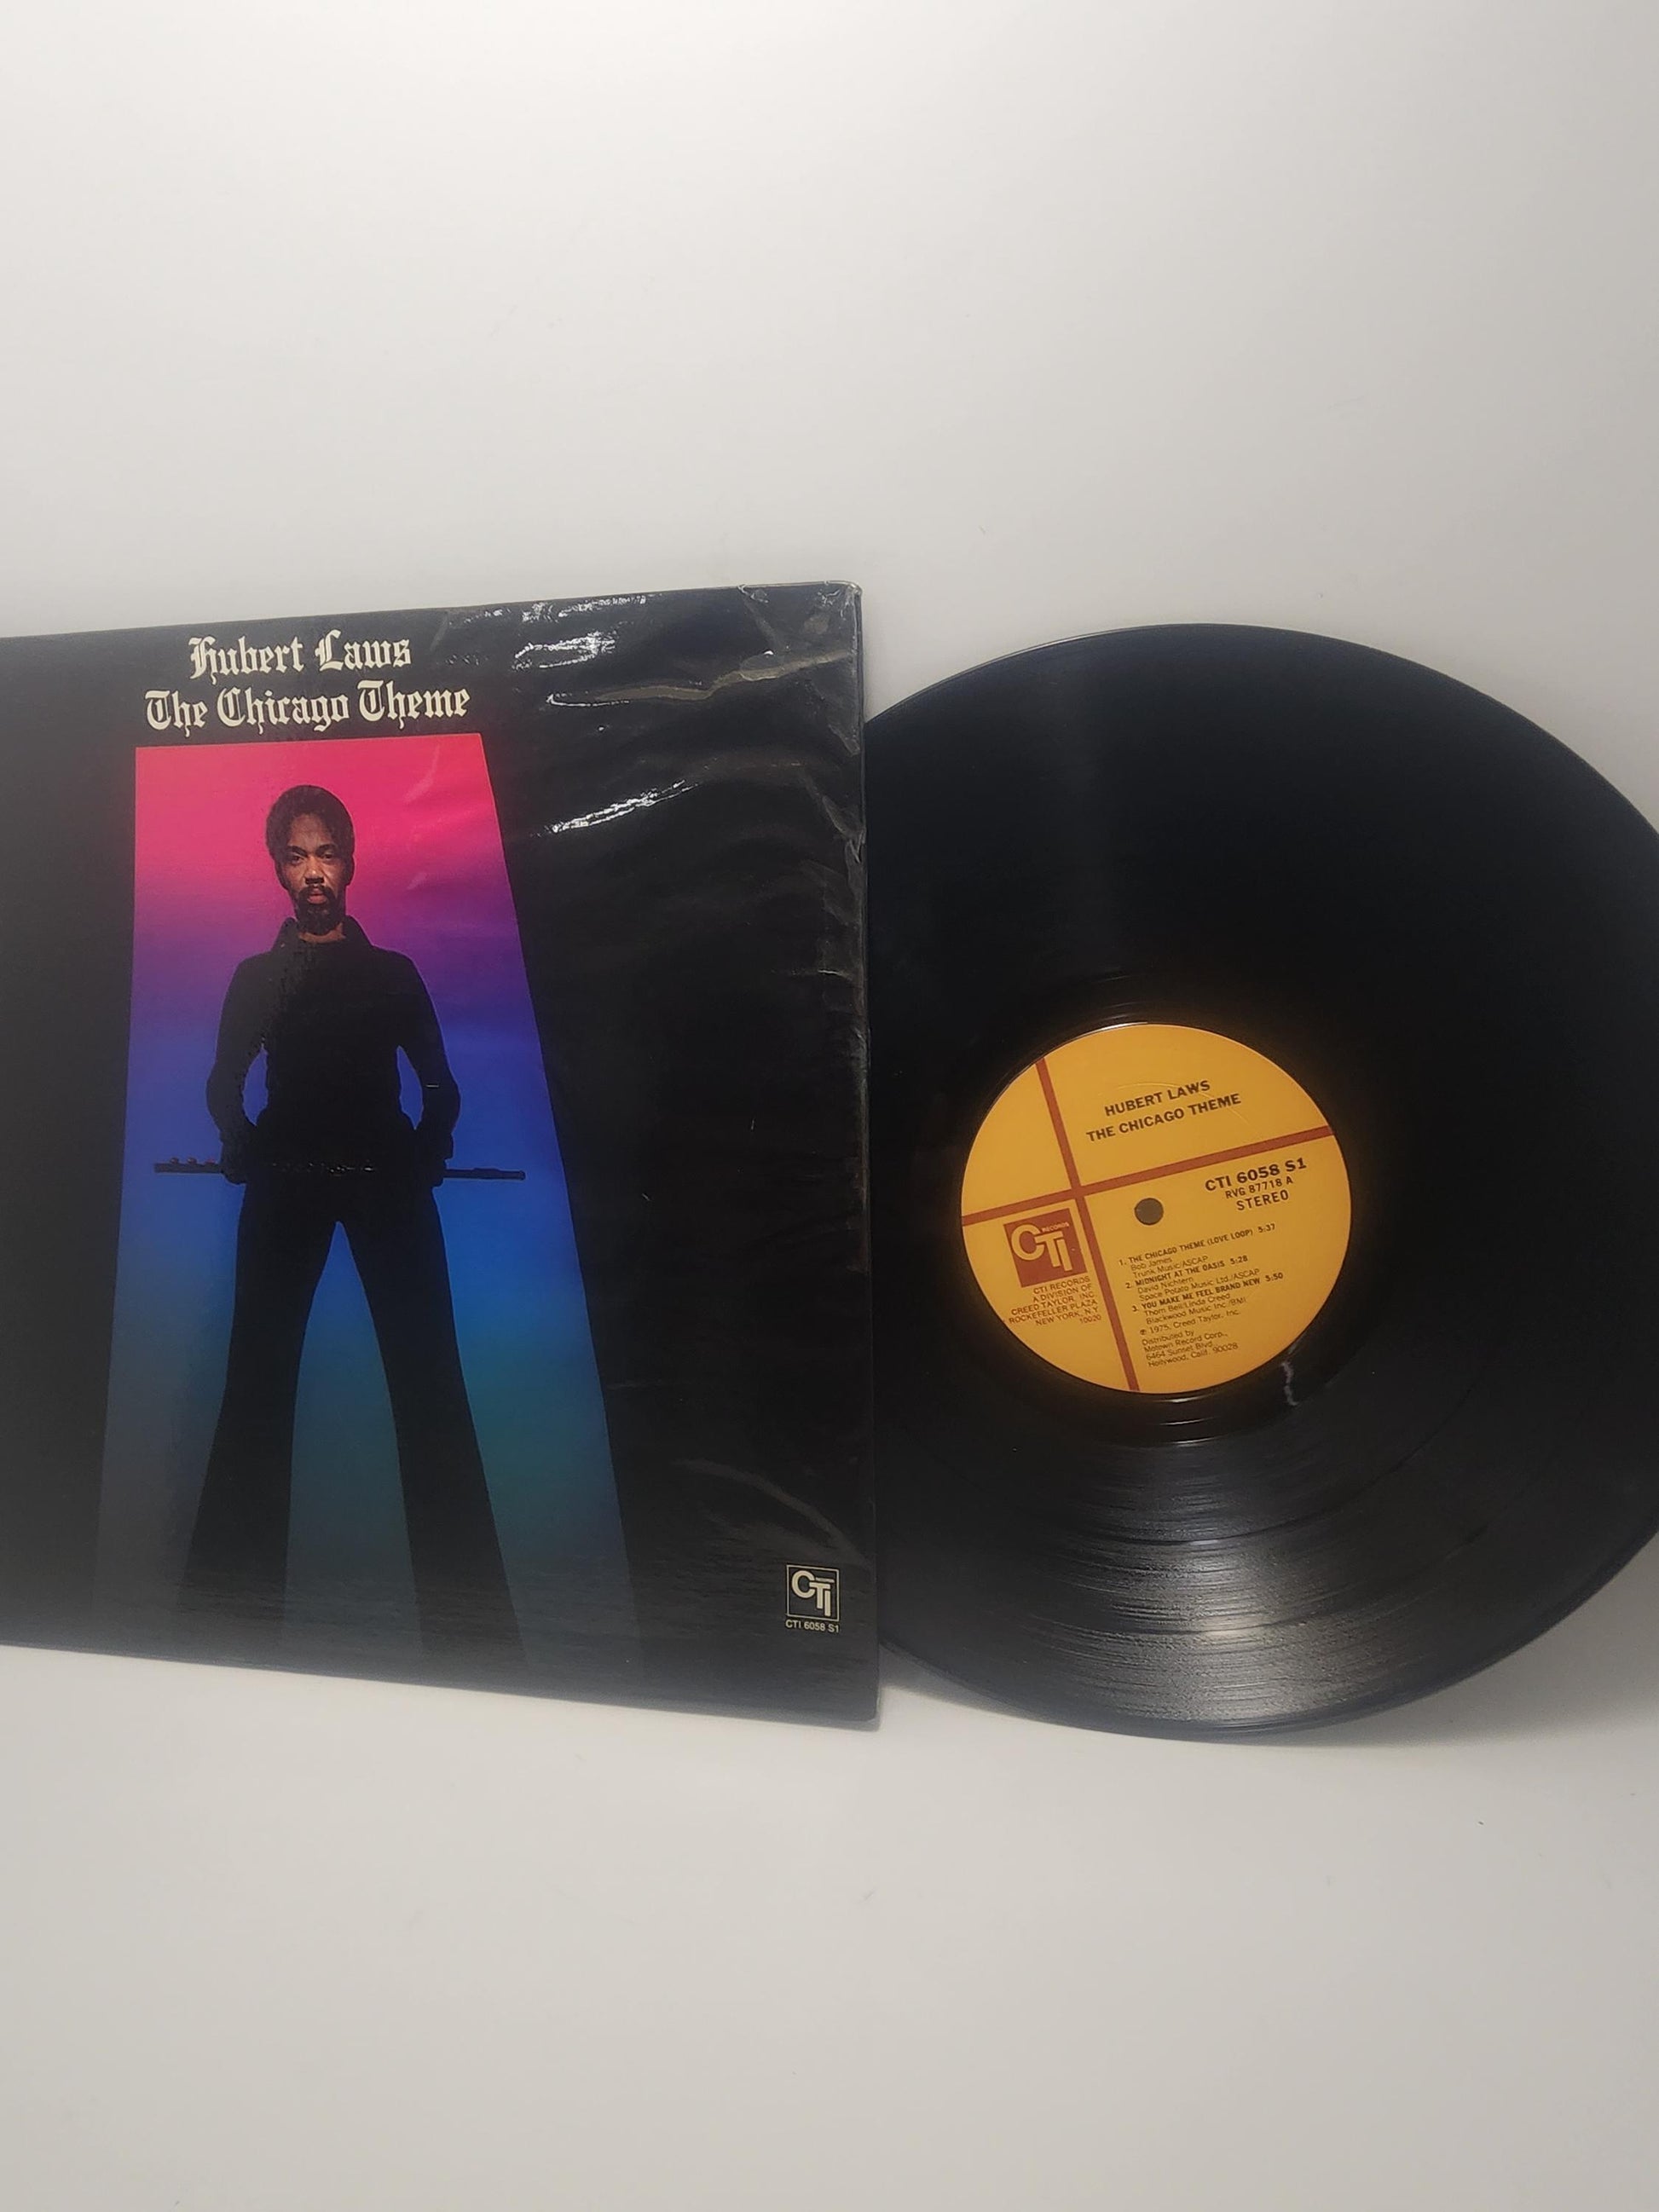 Hubert Laws
The Chicago Theme
CTI
CTI 6058 S1
HUBERT LAWS
THE CHICAGO THEME
CTI 6058 S1
RVG 87718 A
STEREO
CTI RECORDS
CTI RECORDS
A DIVISION OF
CREED TAYLOR, INC.
ROCKEFELLER PLAZA
NEW YORK, N.Y.
10020
1. THE CHICAGO THEME (LOVE LOOP) 5:37
Bob James
Trunk Music/ASCAP
2. MIDNIGHT AT THE OASIS 5:28
David Nichtern
Space Potato Music Ltd./ASCAP
3. YOU MAKE ME FEEL BRAND NEW 5:50
Thom Bell/Linda Creed
Blackwood Music Inc./BMI
℗ 1975, Creed Taylor, Inc.
Distributed by
Motown Record Corp.,
6464 Sunset Blvd.
Hollywood, Calif. 90028